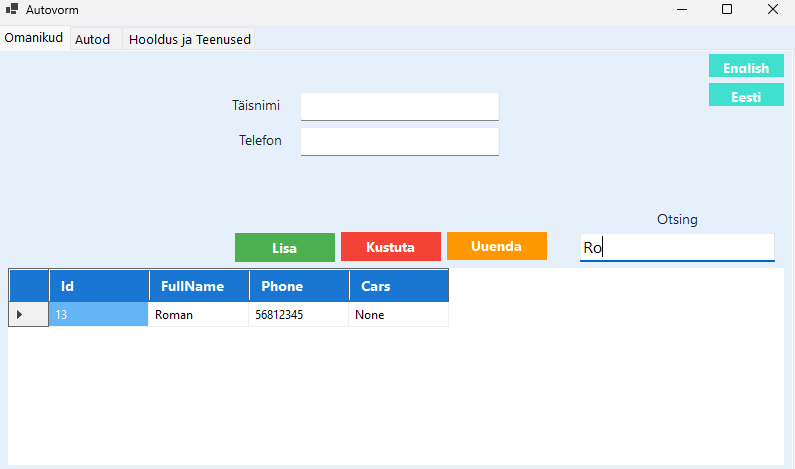 Autovorm
Omanikud Autod Hooldus ja Teenused
English
Eesti
Täisnimi
Telefon
Otsing
Lisa Kustuta Uuenda Ro
Id FullName Phone Cars
13 Roman 56812345 None